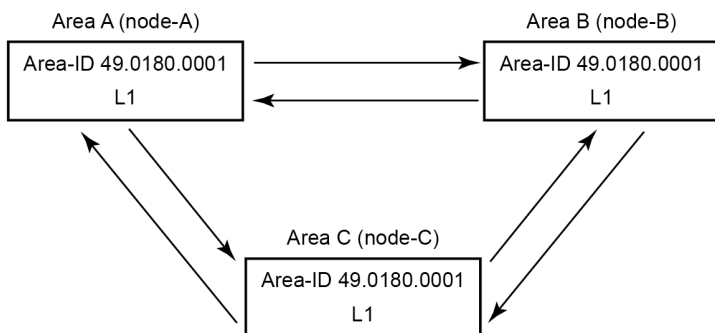 Area A (node-A)
Area B (node-B)
Area-ID 49.0180.0001
L1
Area-ID 49.0180.0001
L1
Area C (node-C)
Area-ID 49.0180.0001
L1